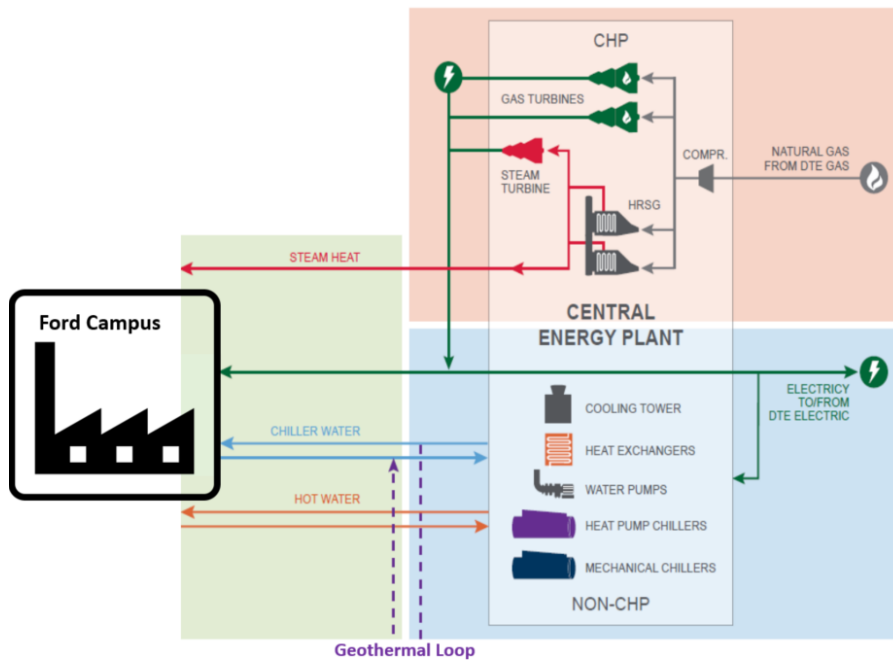 CHP
GAS TURBINES
STEAM
TURBINE
COMPR.
NATURAL GAS
FROM DTE GAS
HRSG
STEAM HEAT
CENTRAL
ENERGY PLANT
Ford Campus
ELECTRICY
TO/FROM
DTE ELECTRIC
COOLING TOWER
CHILLER WATER
HEAT EXCHANGERS
WATER PUMPS
HOT WATER
HEAT PUMP CHILLERS
MECHANICAL CHILLERS
NON-CHP
Geothermal Loop